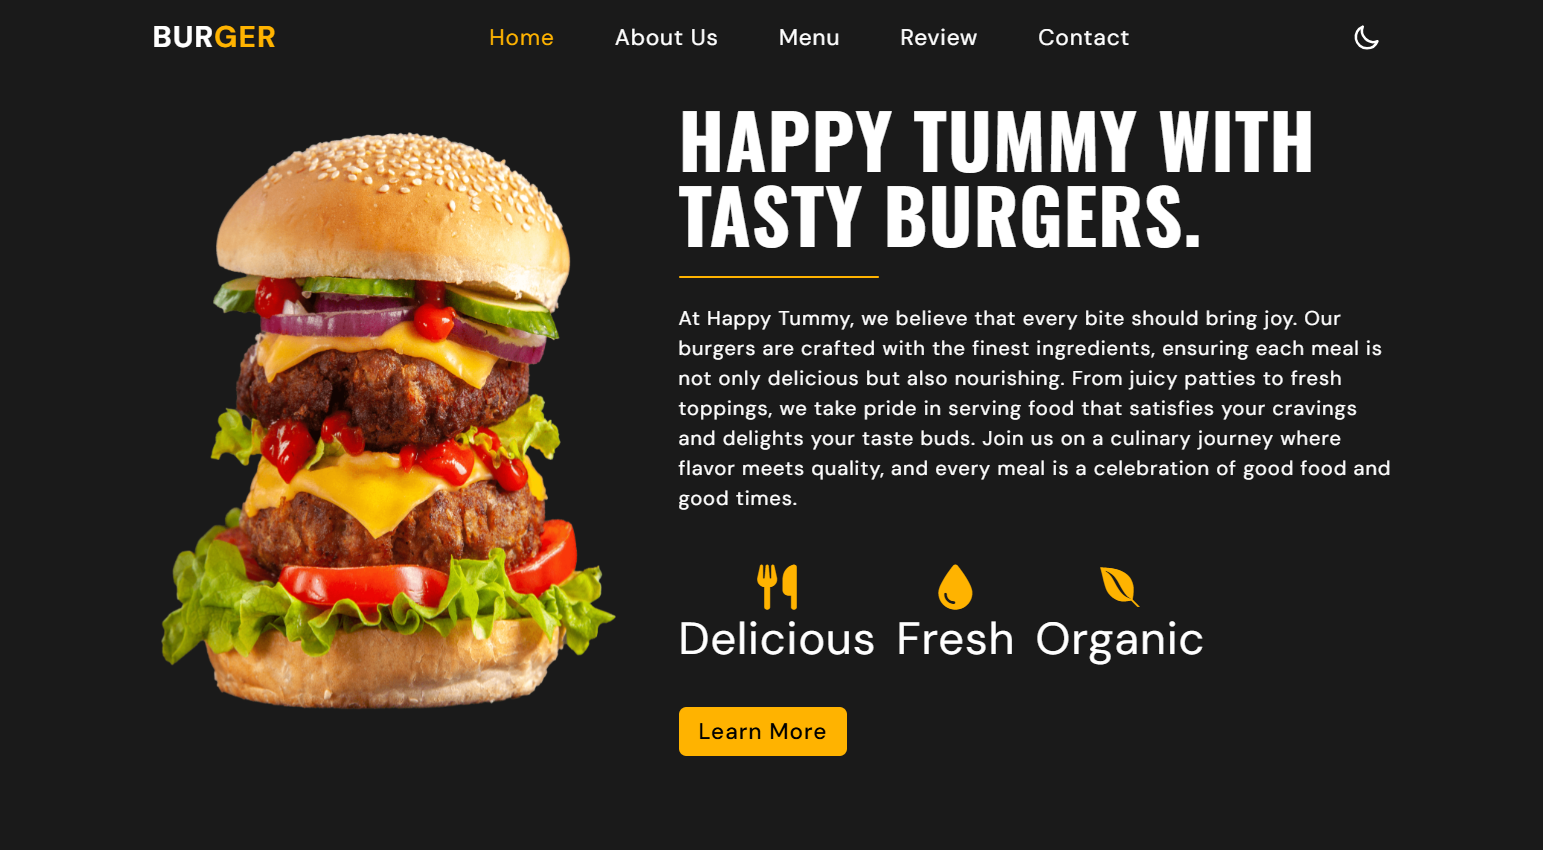 BURGER
Home About Us Menu Review Contact
HAPPY TUMMY WITH
TASTY BURGERS.
At Happy Tummy, we believe that every bite should bring joy. Our
burgers are crafted with the finest ingredients, ensuring each meal is
not only delicious but also nourishing. From juicy patties to fresh
toppings, we take pride in serving food that satisfies your cravings
and delights your taste buds. Join us on a culinary journey where
flavor meets quality, and every meal is a celebration of good food and
good times.
Delicious Fresh Organic
Learn More